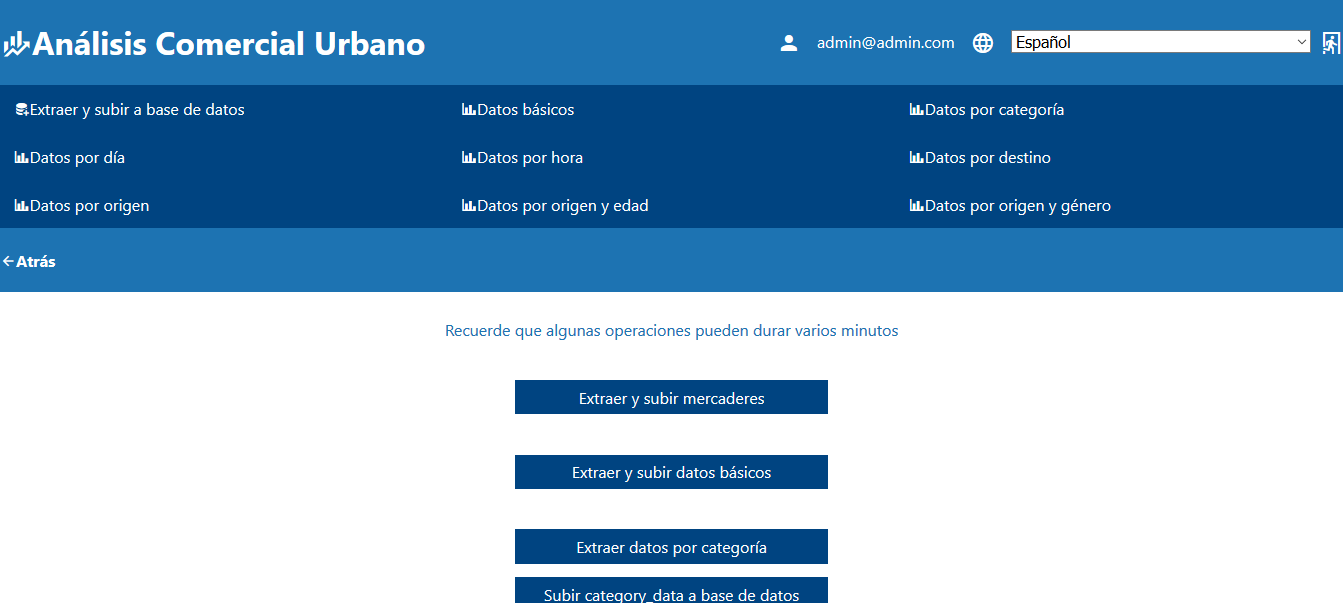 Análisis Comercial Urbano
admin@admin.com
Español
Extraer y subir a base de datos
Datos básicos
Datos por categoría
Datos por día
Datos por hora
Datos por destino
Datos por origen
Datos por origen y edad
Datos por origen y género
Atrás
Recuerde que algunas operaciones pueden durar varios minutos
Extraer y subir mercaderes
Extraer y subir datos básicos
Extraer datos por categoría
Subir category_data a base de datos